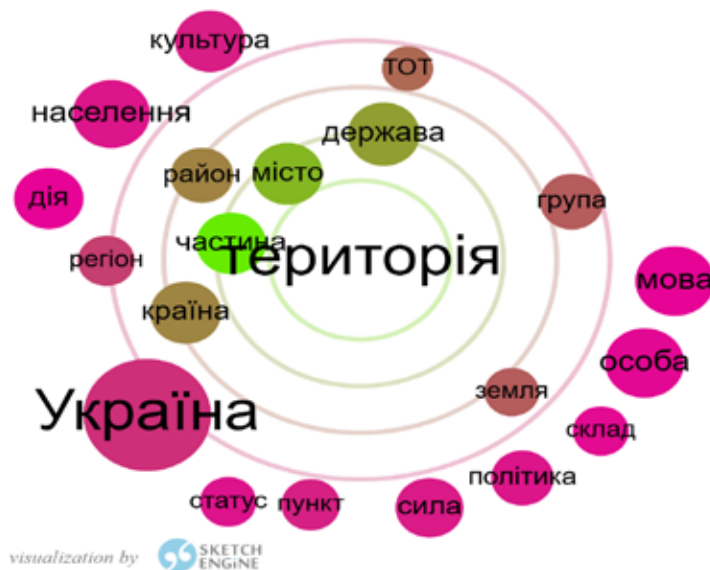 культура
ТОТ
населення
держава
район
місто
дія
група
частина
територія
регіон
мова
країна
особа
земля
Україна
склад
політика
статус
пункт
сила
visualization by SKETCH
ENGINE